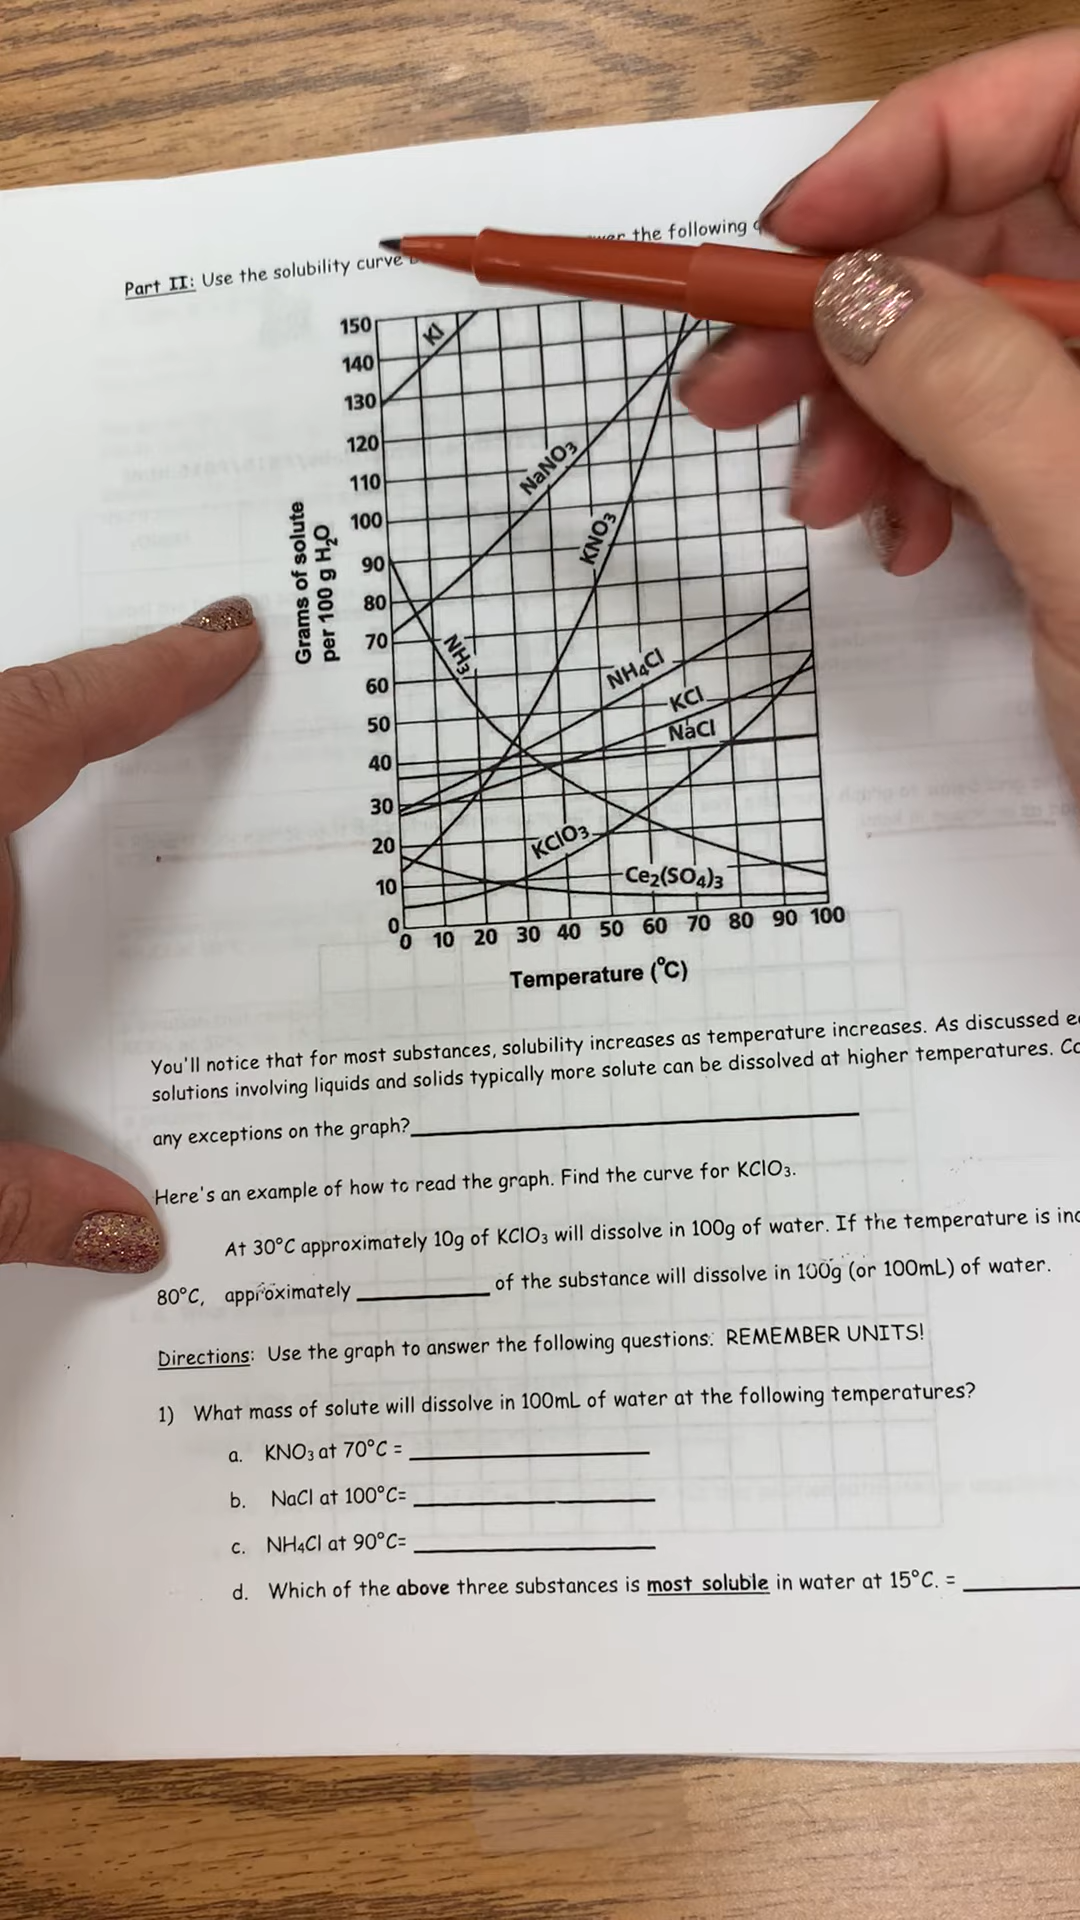 Part II: Use the solubility curve the following
150
140
130
120
110
100
90
80
70
60
50
40
30
20
10
0
Grams of solute
per 100 g H₂O
KI
NaNO₃
KNO₃
NH₃
NH₄Cl
KCl
NaCl
KClO₃
Ce₂(SO₄)₃
0 10 20 30 40 50 60 70 80 90 100
Temperature (°C)
You'll notice that for most substances, solubility increases as temperature increases. As discussed
solutions involving liquids and solids typically more solute can be dissolved at higher temperatures.
any exceptions on the graph?
Here's an example of how to read the graph. Find the curve for KClO₃.
At 30°C approximately 10g of KClO₃ will dissolve in 100g of water. If the temperature is
80°C, approximately of the substance will dissolve in 100g (or 100mL) of water.
Directions: Use the graph to answer the following questions. REMEMBER UNITS!
1) What mass of solute will dissolve in 100mL of water at the following temperatures?
a. KNO₃ at 70°C =
b. NaCl at 100°C=
c. NH₄Cl at 90°C=
d. Which of the above three substances is most soluble in water at 15°C. =